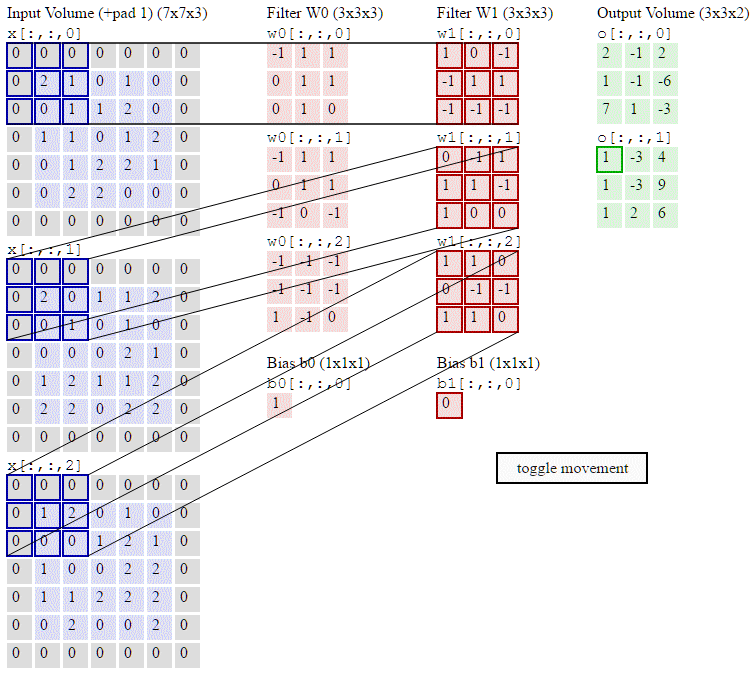 Input Volume (+pad 1) (7x7x3)
x[:,:,0]
0 0 0 0 0 0 0
0 2 1 0 1 0 0
0 0 1 1 2 0 0
0 1 1 0 1 2 0
0 0 1 2 2 1 0
0 0 2 2 0 0 0
0 0 0 0 0 0 0
x[:,:,1]
0 0 0 0 0 0 0
0 2 0 1 1 2 0
0 0 1 0 1 0 0
0 0 0 0 2 1 0
0 1 2 1 1 2 0
0 2 2 0 2 2 0
0 0 0 0 0 0 0
x[:,:,2]
0 0 0 0 0 0 0
0 1 2 0 1 0 0
0 0 0 1 2 1 0
0 1 0 0 2 2 0
0 1 1 2 2 2 0
0 0 2 0 0 2 0
0 0 0 0 0 0 0
Filter W0 (3x3x3)
w0[:,:,0]
-1 1 1
0 1 1
0 1 0
w0[:,:,1]
-1 1 1
0 1 1
-1 0 -1
w0[:,:,2]
-1 -1 -1
-1 -1 -1
1 -1 0
Bias b0 (1x1x1)
b0[:,:,0]
1
Filter W1 (3x3x3)
w1[:,:,0]
1 0 -1
-1 1 1
-1 -1 -1
w1[:,:,1]
0 -1 1
1 1 -1
1 0 0
w1[:,:,2]
1 1 0
0 -1 -1
1 1 0
Bias b1 (1x1x1)
b1[:,:,0]
0
Output Volume (3x3x2)
o[:,:,0]
2 -1 2
1 -1 -6
7 1 -3
o[:,:,1]
1 -3 4
1 -3 9
1 2 6
toggle movement